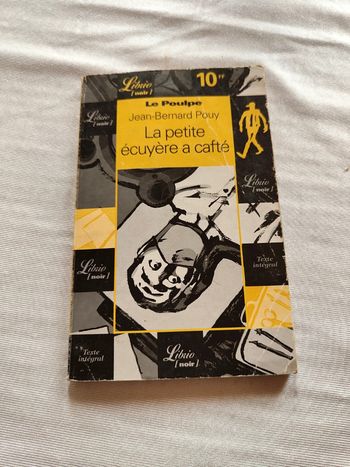 Librio
[noir]
10FF
Le Poulpe
Jean-Bernard Pouy
La petite
écuyère a cafté
Librio
[noir]
Librio
[noir]
Texte
intégral
Librio
[noir]
Texte
intégral
Librio
[noir]